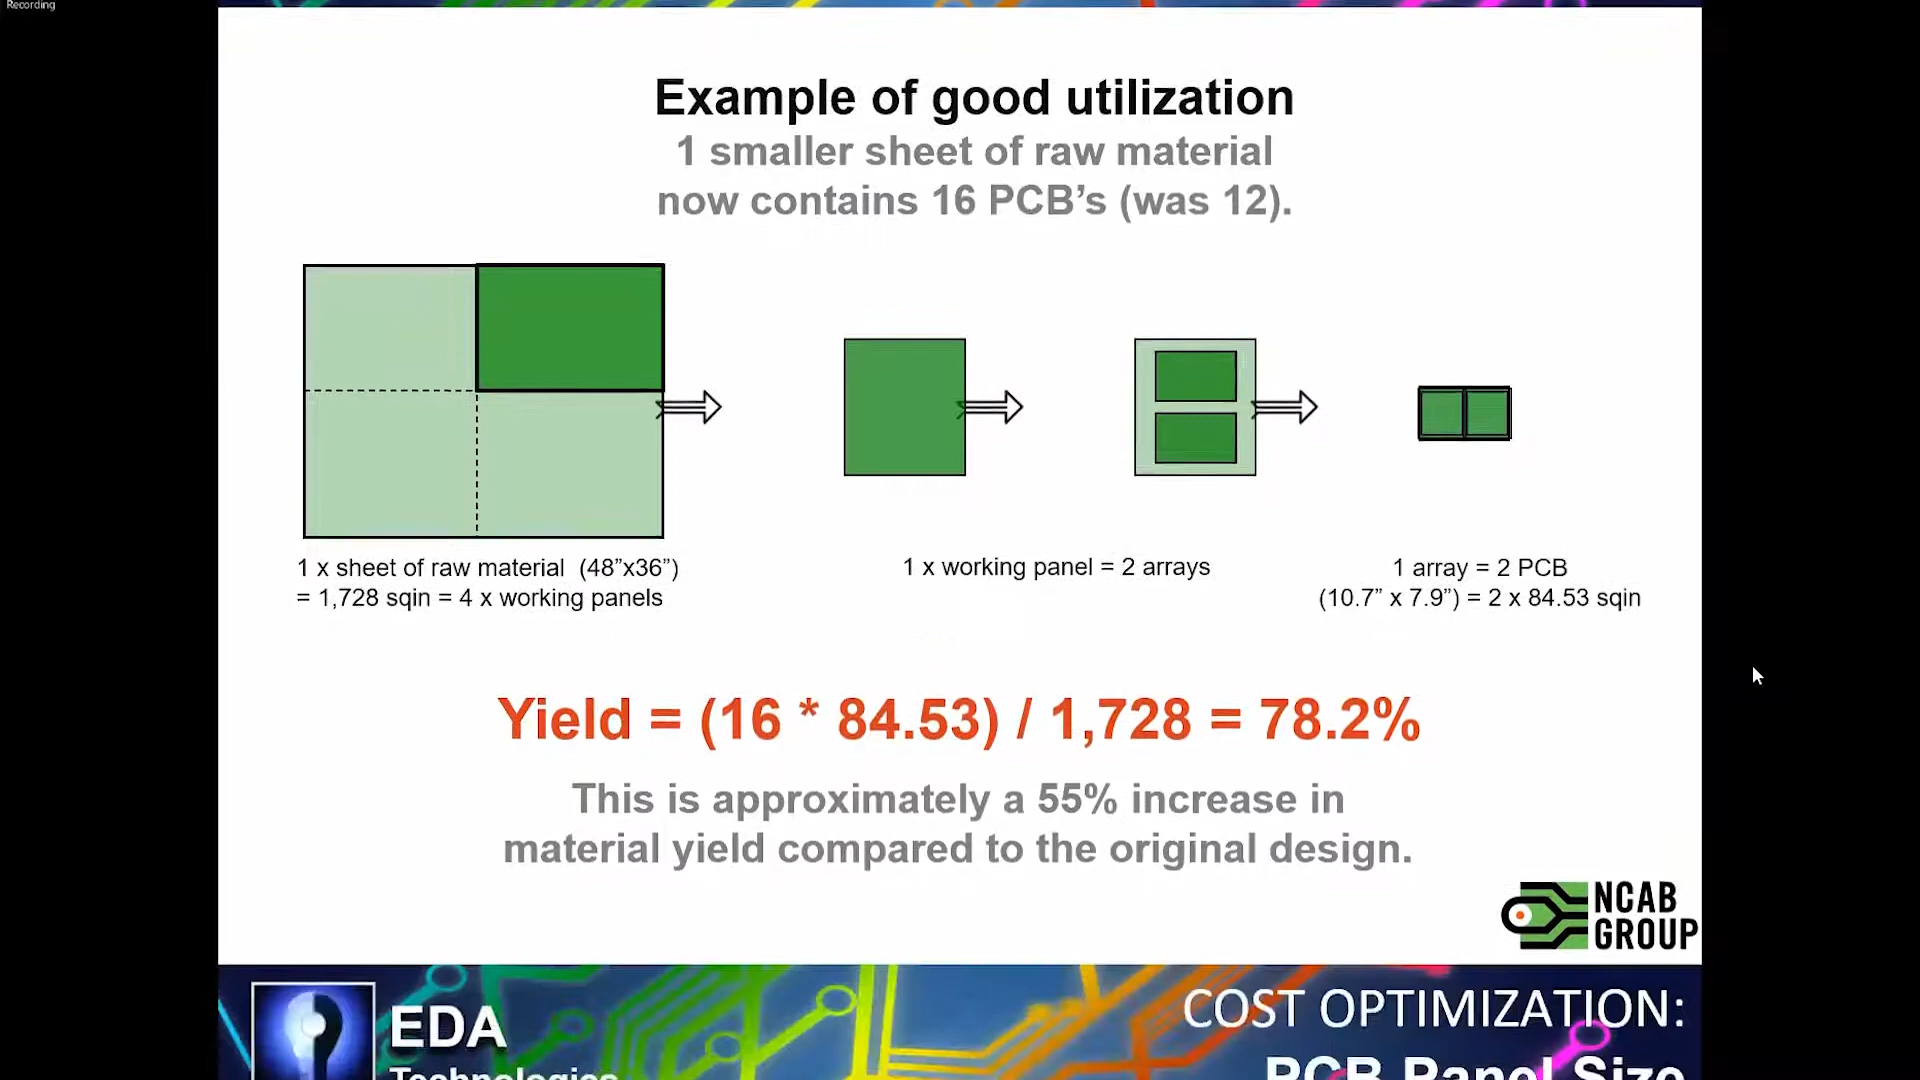 Recording
Example of good utilization
1 smaller sheet of raw material
now contains 16 PCB’s (was 12).
1 x sheet of raw material (48”x36”)
= 1,728 sqin = 4 x working panels
1 x working panel = 2 arrays
1 array = 2 PCB
(10.7” x 7.9”) = 2 x 84.53 sqin
Yield = (16 * 84.53) / 1,728 = 78.2%
This is approximately a 55% increase in
material yield compared to the original design.
NCAB
GROUP
EDA
Technologies
COST OPTIMIZATION:
PCB Panel Size